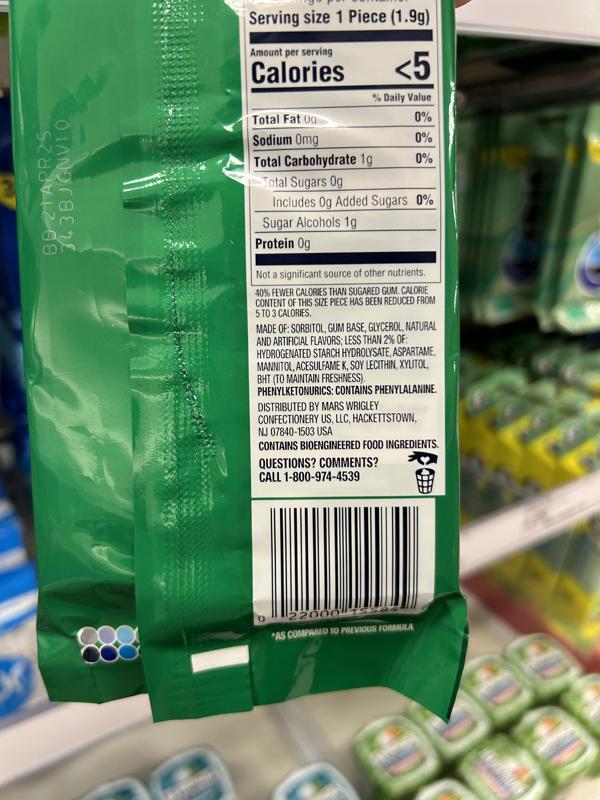 Serving size 1 Piece (1.9g)
Amount per serving
Calories <5
% Daily Value
Total Fat 0g 0%
Sodium 0mg 0%
Total Carbohydrate 1g 0%
Total Sugars 0g
Includes 0g Added Sugars 0%
Sugar Alcohols 1g
Protein 0g
Not a significant source of other nutrients.
40% FEWER CALORIES THAN SUGARED GUM. CALORIE
CONTENT OF THIS SIZE PIECE HAS BEEN REDUCED FROM
5 TO 3 CALORIES.
MADE OF: SORBITOL, GUM BASE, GLYCEROL, NATURAL
AND ARTIFICIAL FLAVORS; LESS THAN 2% OF:
HYDROGENATED STARCH HYDROLYSATE, ASPARTAME,
MANNITOL, ACESULFAME K, SOY LECITHIN, XYLITOL,
BHT (TO MAINTAIN FRESHNESS).
PHENYLKETONURICS: CONTAINS PHENYLALANINE.
DISTRIBUTED BY MARS WRIGLEY
CONFECTIONERY US, LLC, HACKETTSTOWN,
NJ 07840-1503 USA
CONTAINS BIOENGINEERED FOOD INGREDIENTS.
QUESTIONS? COMMENTS?
CALL 1-800-974-4539
0 22000
*AS COMPARED TO PREVIOUS FORMULA
BB 21APR25
343BJGNV10